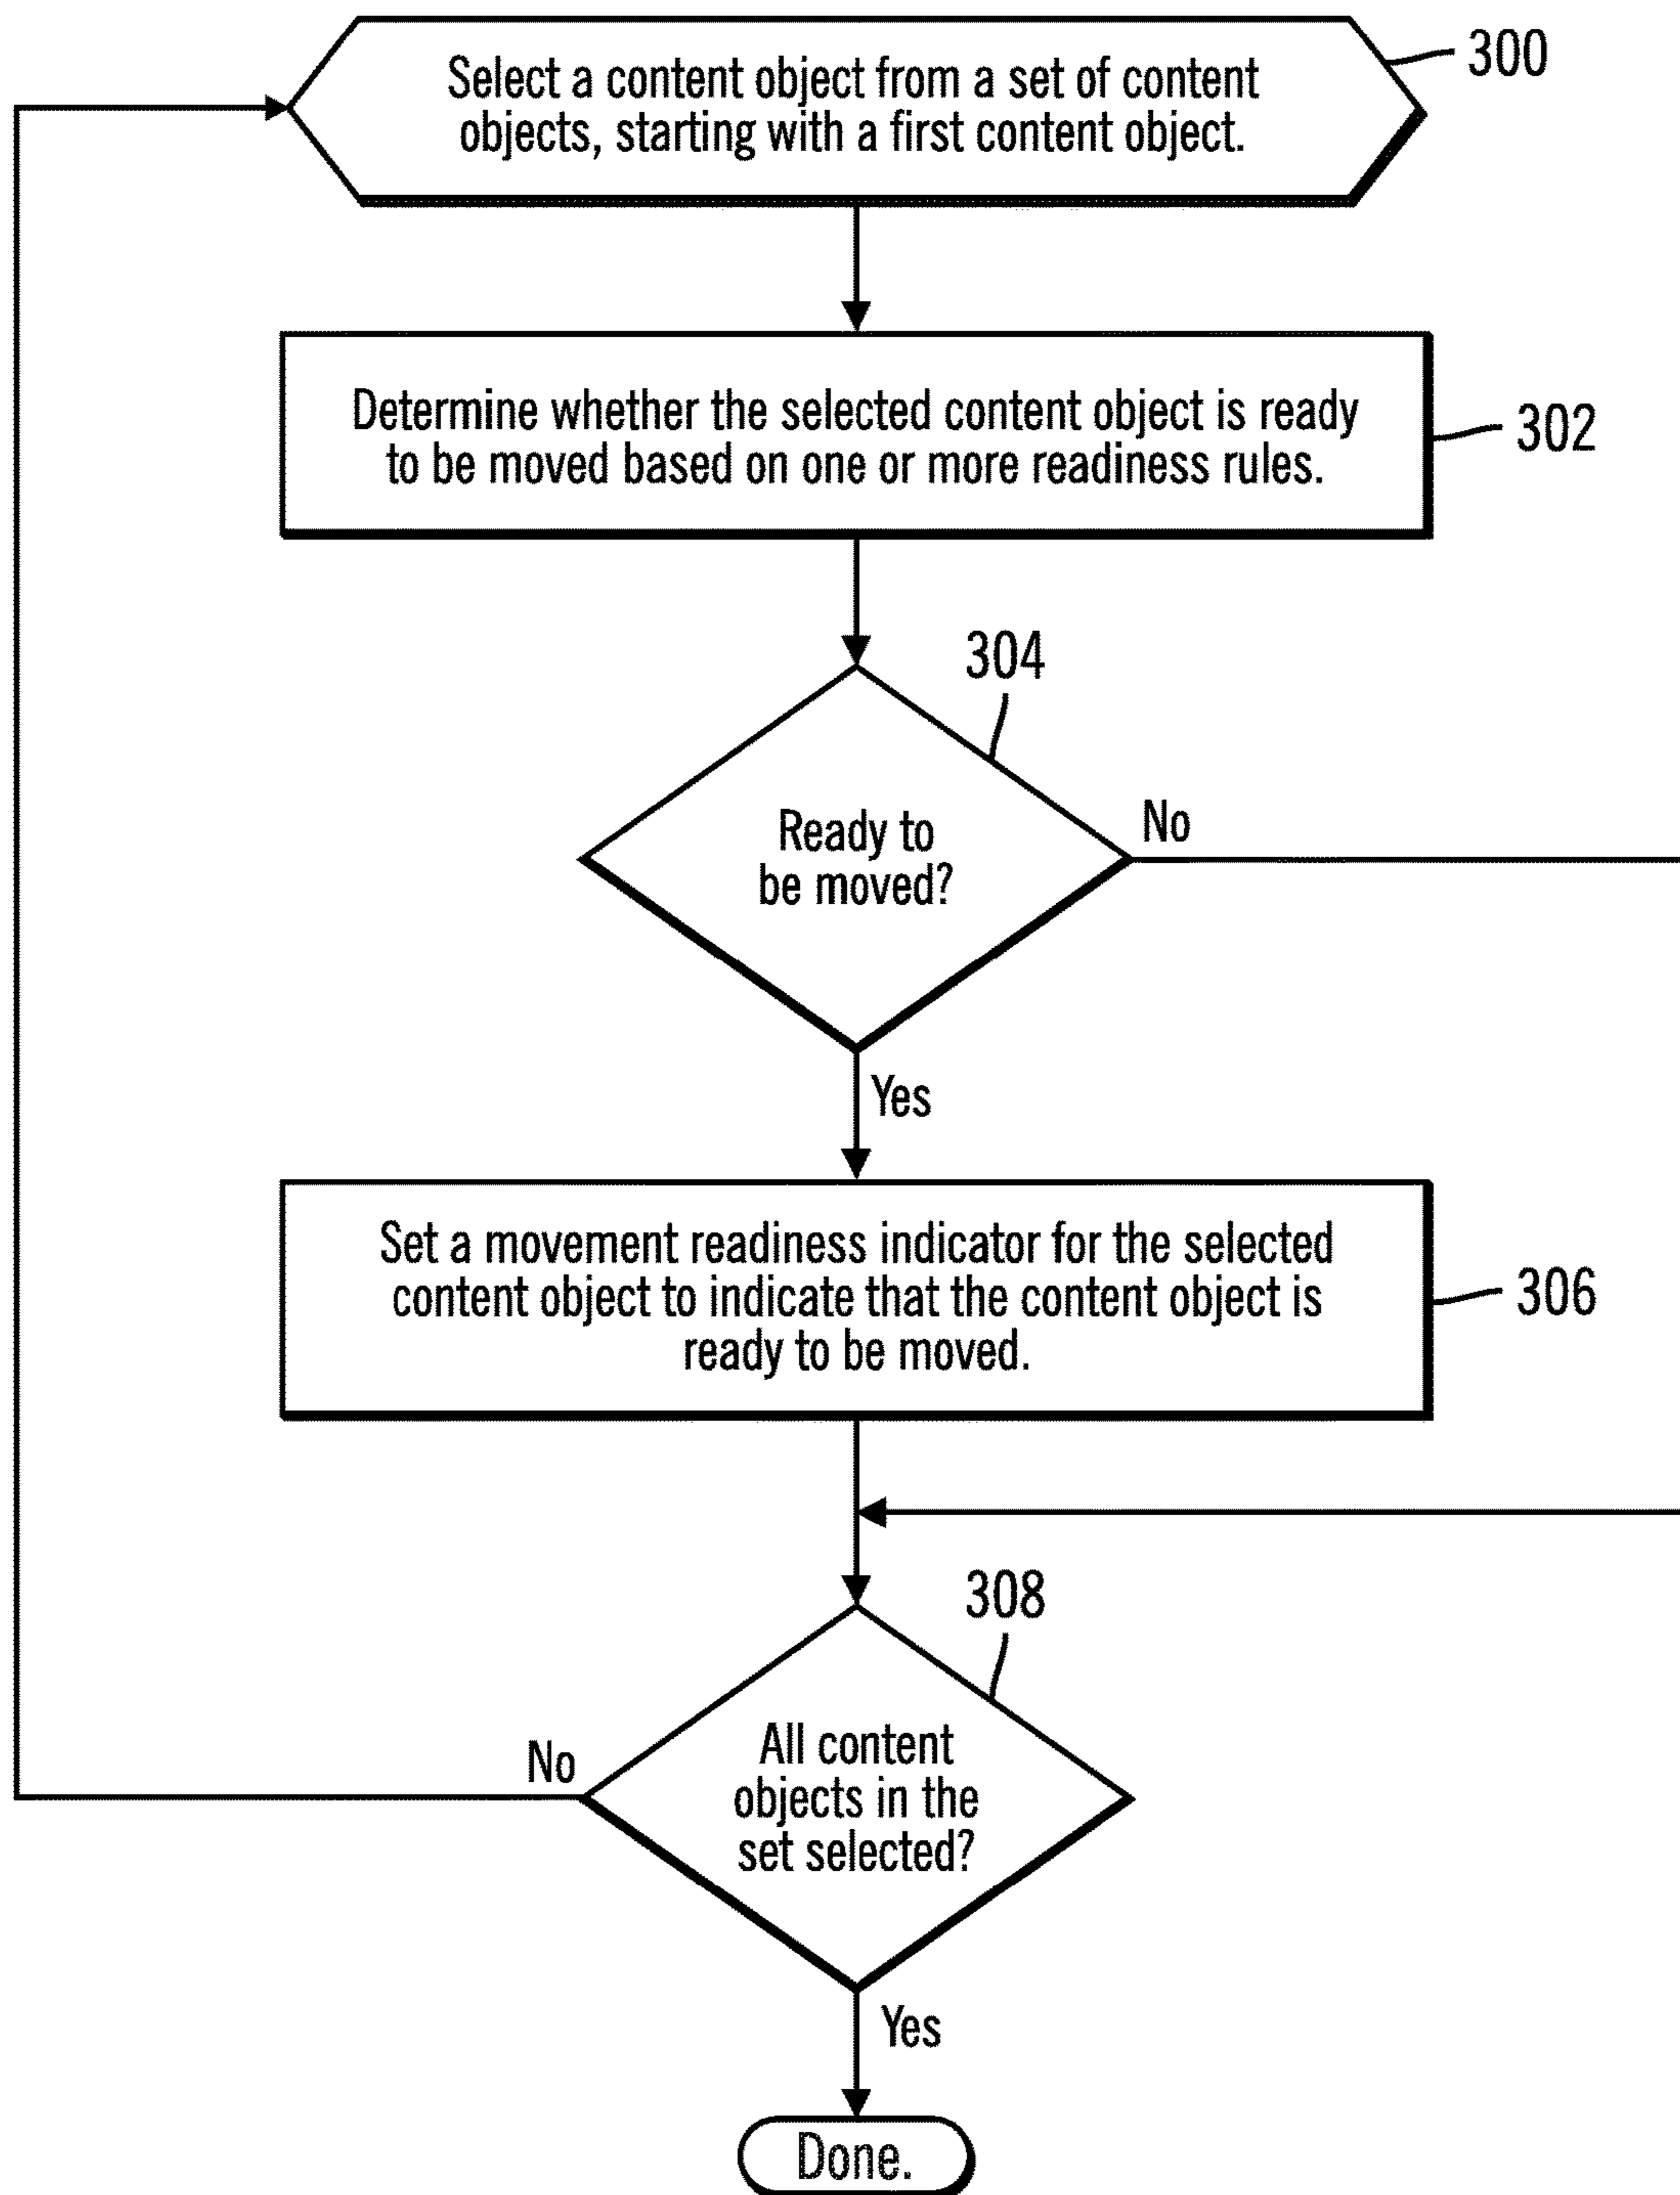 Select a content object from a set of content
objects, starting with a first content object.
300
Determine whether the selected content object is ready
to be moved based on one or more readiness rules.
302
304
Ready to
be moved?
No
Yes
Set a movement readiness indicator for the selected
content object to indicate that the content object is
ready to be moved.
306
308
All content
objects in the
set selected?
No
Yes
Done.